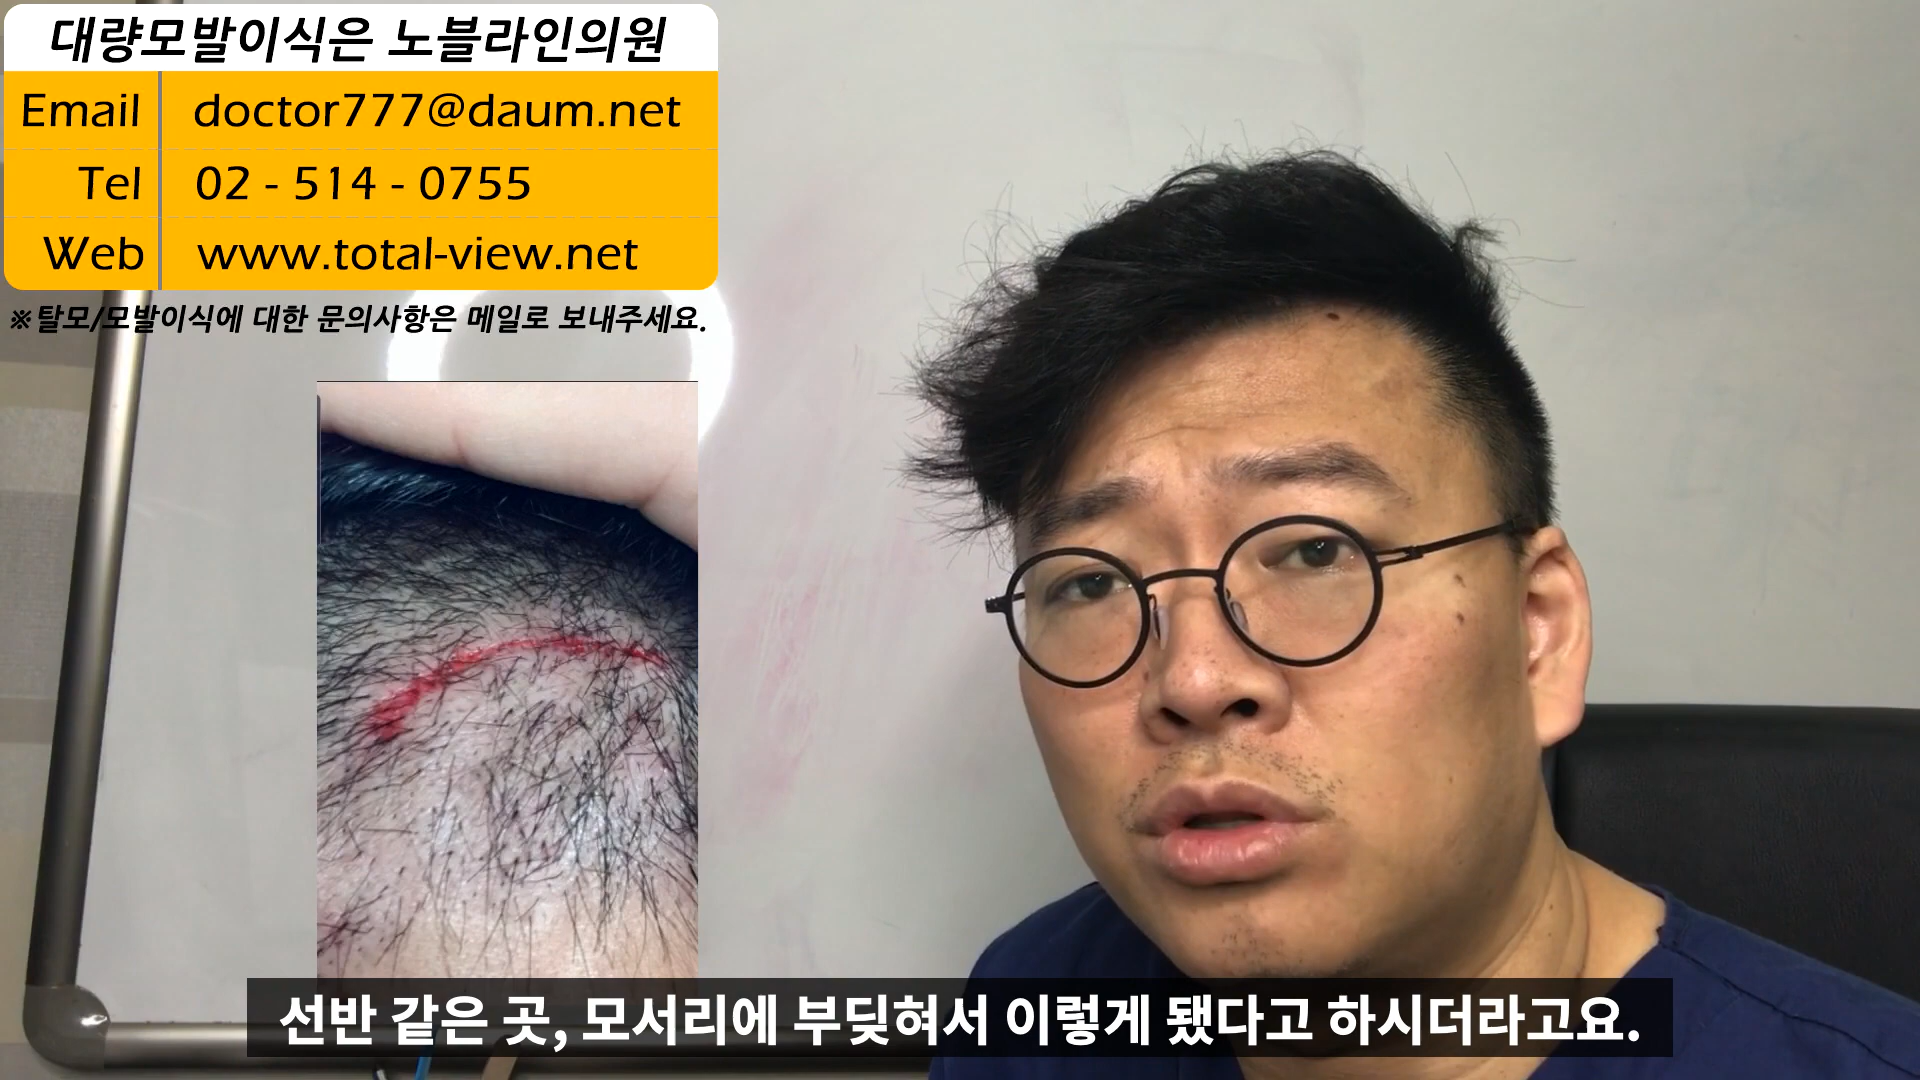 대량모발이식은 노블라인의원
Email doctor777@daum.net
Tel 02 - 514 - 0755
Web www.total-view.net
※탈모/모발이식에 대한 문의사항은 메일로 보내주세요.
선반 같은 곳, 모서리에 부딪혀서 이렇게 됐다고 하시더라고요.